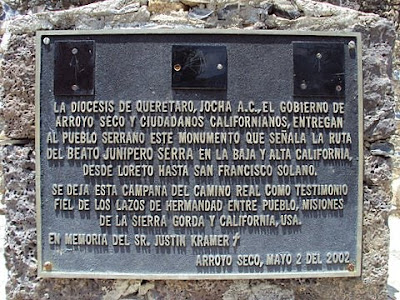 LA DIOCESIS DE QUERETARO, JOCHA A.C., EL GOBIERNO DE
ARROYO SECO Y CIUDADANOS CALIFORNIANOS, ENTREGAN
AL PUEBLO SERRANO ESTE MONUMENTO QUE SEÑALA LA RUTA
DEL BEATO JUNIPERO SERRA EN LA BAJA Y ALTA CALIFORNIA,
DESDE LORETO HASTA SAN FRANCISCO SOLANO.
SE DEJA ESTA CAMPANA DEL CAMINO REAL COMO TESTIMONIO
FIEL DE LOS LAZOS DE HERMANDAD ENTRE PUEBLO, MISIONES
DE LA SIERRA GORDA Y CALIFORNIA, USA.
EN MEMORIA DEL SR. JUSTIN KRAMER †
ARROYO SECO, MAYO 2 DEL 2002